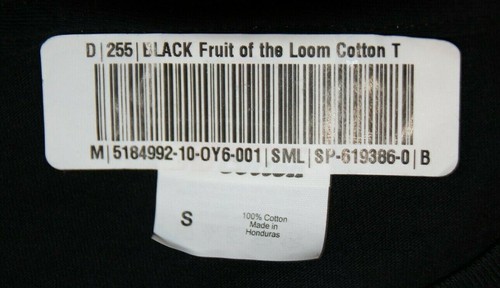 D|255|BLACK Fruit of the Loom Cotton T
M|5184992-10-OY6-001|SML|SP-619386-0|B
S
100% Cotton
Made in
Honduras